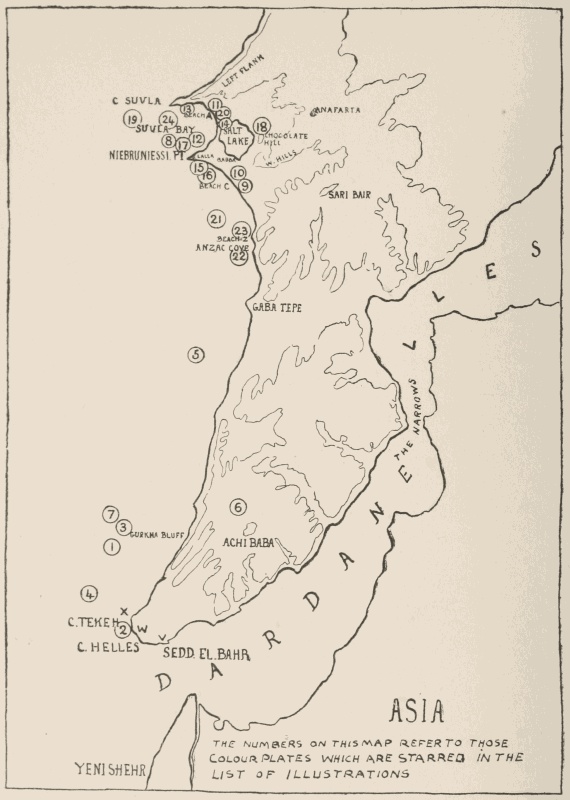 LEFT FLANK
C SUVLA
13
BEACH A
11
20
14
19
24
SUVLA BAY
8
17
12
SALT
LAKE
18
CHOCOLATE
HILL
ANAFARTA
NIEBRUNIESSI. PT
LALLA BABBA
W. HILLS
15
16
BEACH C
10
9
SARI BAIR
21
23
BEACH Z
ANZAC COVE
22
GABA TEPE
5
THE NARROWS
6
7
3
GURKHA BLUFF
1
ACHI BABA
4
X
C. TEKEH
2
W
V
C. HELLES
SEDD. EL. BAHR
DARDANELLES
ASIA
YENISHEHR
THE NUMBERS ON THIS MAP REFER TO THOSE
COLOUR PLATES WHICH ARE STARRED IN THE
LIST OF ILLUSTRATIONS